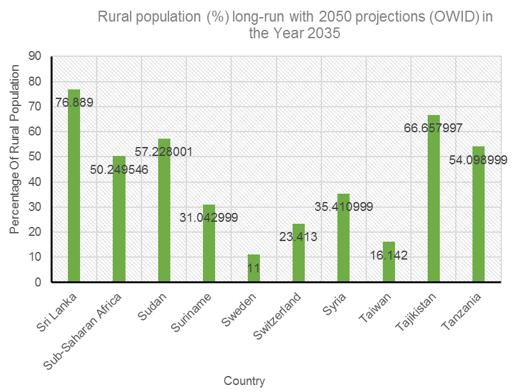 Rural population (%) long-run with 2050 projections (OWID) in
the Year 2035
Percentage Of Rural Population
90
80
70
60
50
40
30
20
10
0
76.889
50.249546
57.228001
31.042999
11
23.413
35.410999
16.142
66.657997
54.098999
Sri Lanka
Sub-Saharan Africa
Sudan
Suriname
Sweden
Switzerland
Syria
Taiwan
Tajikistan
Tanzania
Country